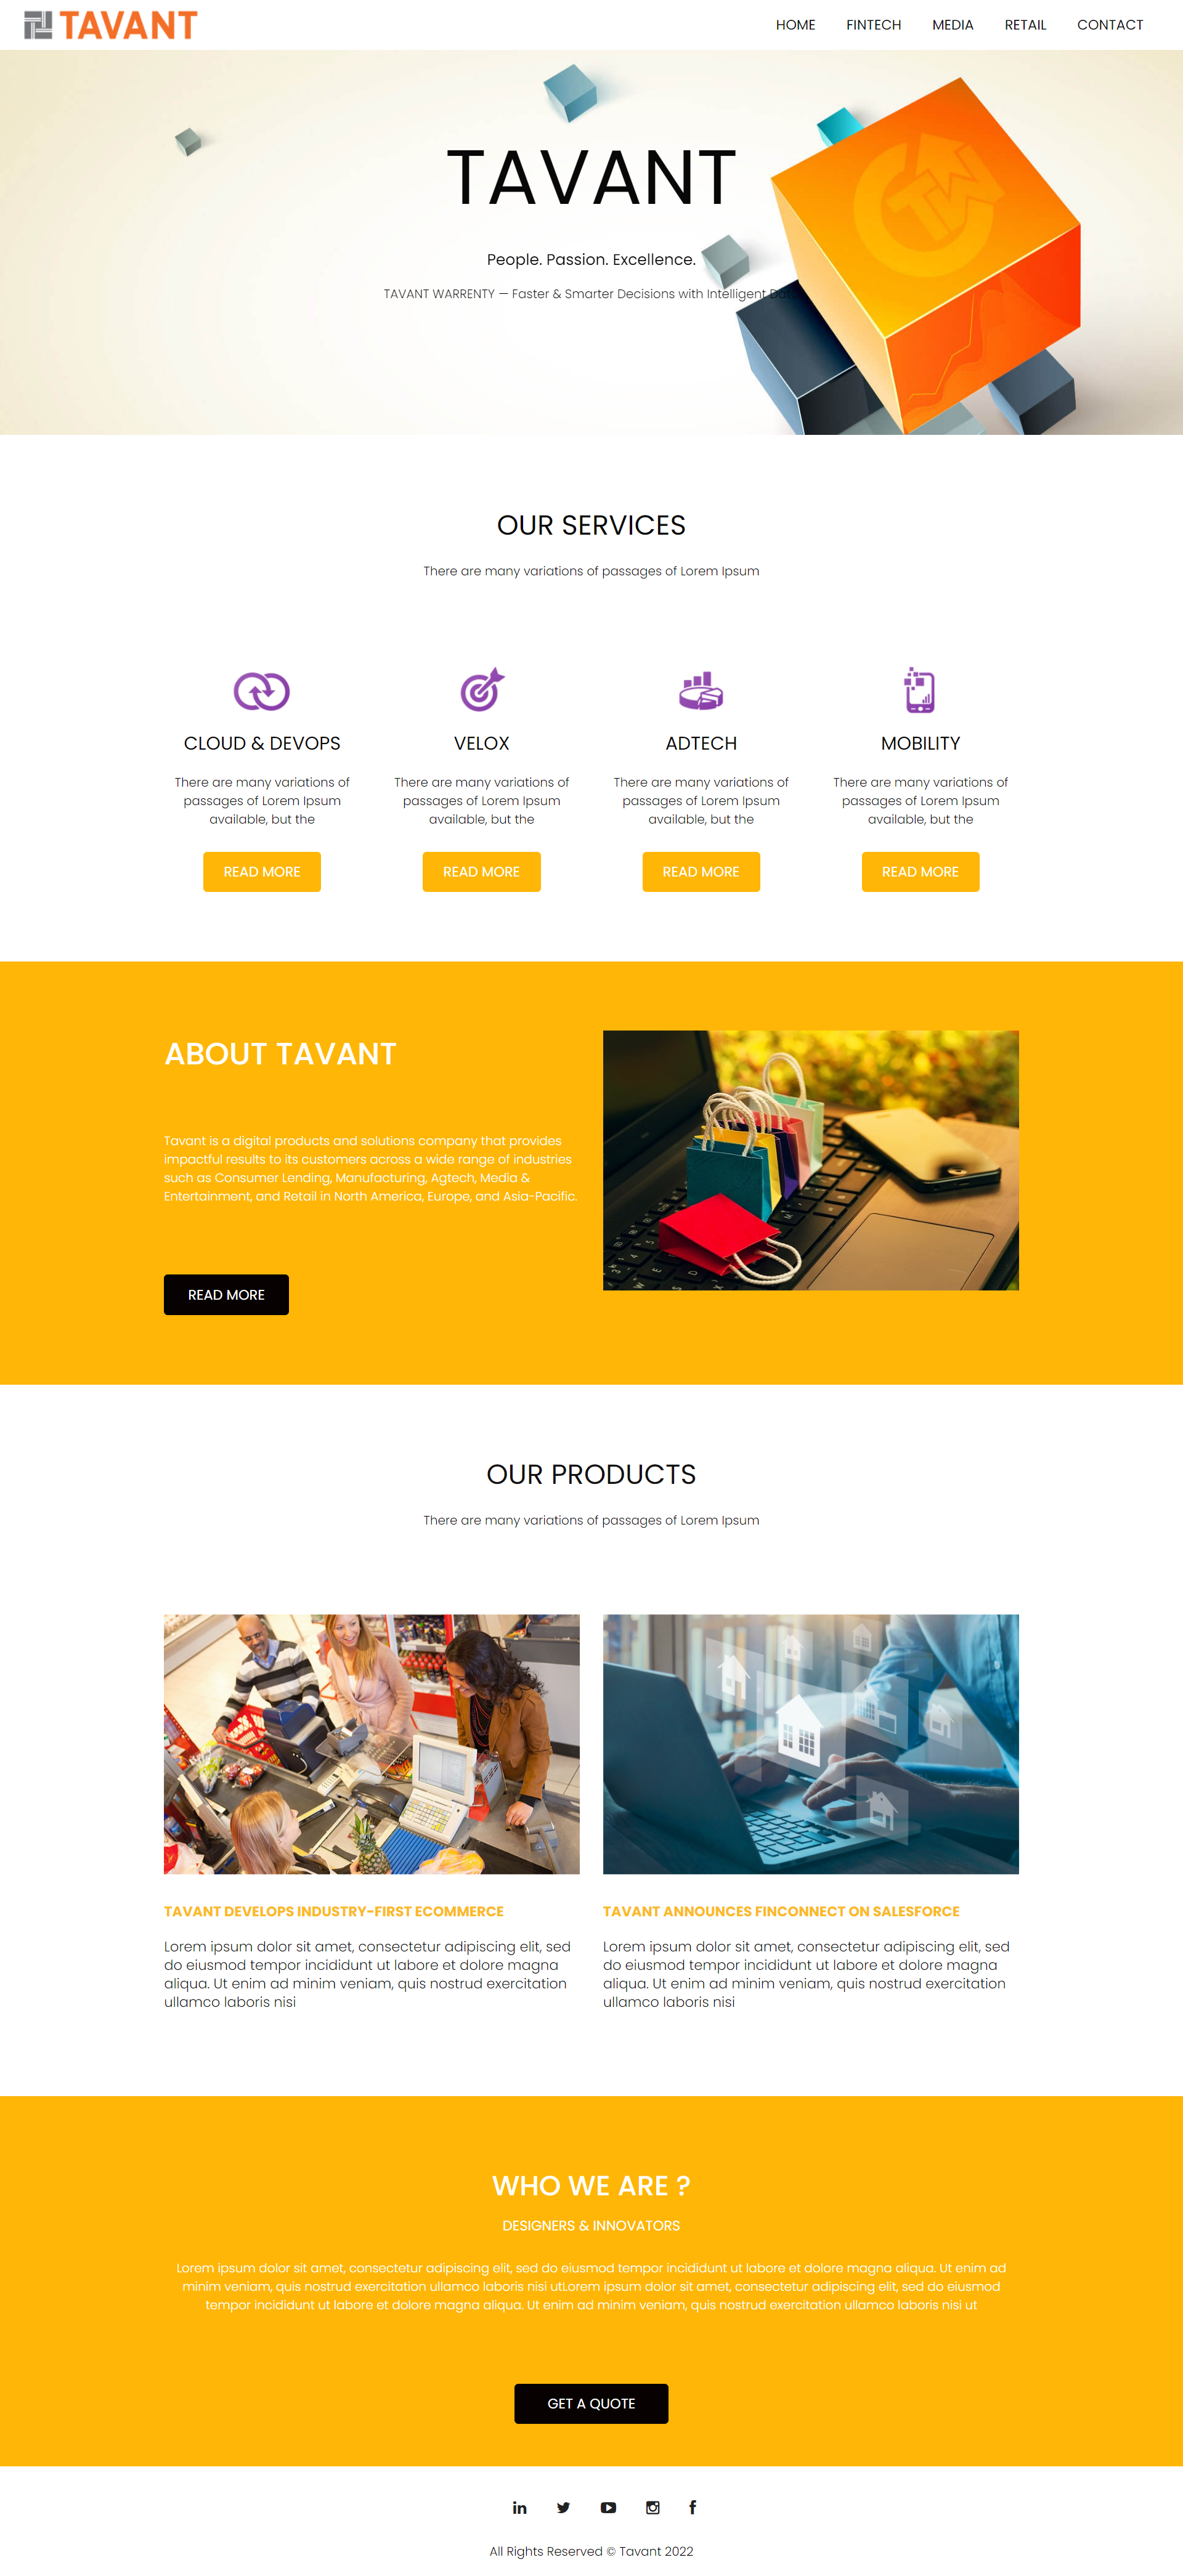 TAVANT
HOME FINTECH MEDIA RETAIL CONTACT
TAVANT
People. Passion. Excellence.
TAVANT WARRENTY — Faster & Smarter Decisions with Intelligent Data
OUR SERVICES
There are many variations of passages of Lorem Ipsum
CLOUD & DEVOPS
There are many variations of
passages of Lorem Ipsum
available, but the
READ MORE
VELOX
There are many variations of
passages of Lorem Ipsum
available, but the
READ MORE
ADTECH
There are many variations of
passages of Lorem Ipsum
available, but the
READ MORE
MOBILITY
There are many variations of
passages of Lorem Ipsum
available, but the
READ MORE
ABOUT TAVANT
Tavant is a digital products and solutions company that provides
impactful results to its customers across a wide range of industries
such as Consumer Lending, Manufacturing, Agtech, Media &
Entertainment, and Retail in North America, Europe, and Asia-Pacific.
READ MORE
OUR PRODUCTS
There are many variations of passages of Lorem Ipsum
TAVANT DEVELOPS INDUSTRY-FIRST ECOMMERCE
Lorem ipsum dolor sit amet, consectetur adipiscing elit, sed
do eiusmod tempor incididunt ut labore et dolore magna
aliqua. Ut enim ad minim veniam, quis nostrud exercitation
ullamco laboris nisi
TAVANT ANNOUNCES FINCONNECT ON SALESFORCE
Lorem ipsum dolor sit amet, consectetur adipiscing elit, sed
do eiusmod tempor incididunt ut labore et dolore magna
aliqua. Ut enim ad minim veniam, quis nostrud exercitation
ullamco laboris nisi
WHO WE ARE ?
DESIGNERS & INNOVATORS
Lorem ipsum dolor sit amet, consectetur adipiscing elit, sed do eiusmod tempor incididunt ut labore et dolore magna aliqua. Ut enim ad
minim veniam, quis nostrud exercitation ullamco laboris nisi utLorem ipsum dolor sit amet, consectetur adipiscing elit, sed do eiusmod
tempor incididunt ut labore et dolore magna aliqua. Ut enim ad minim veniam, quis nostrud exercitation ullamco laboris nisi ut
GET A QUOTE
All Rights Reserved © Tavant 2022